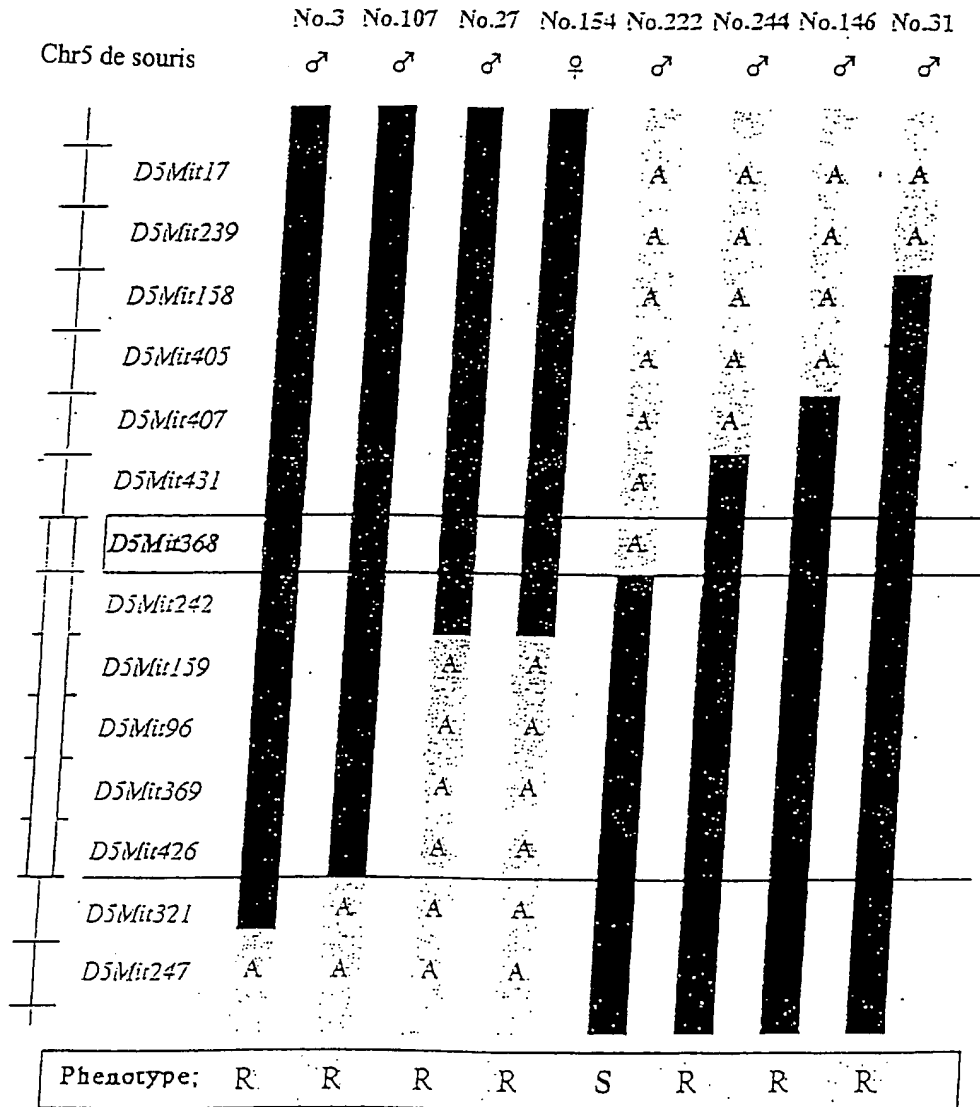 No.3 No.107 No.27 No.154 No.222 No.244 No.146 No.31
Chr5 de souris ♂ ♂ ♂ ♀ ♂ ♂ ♂ ♂
D5Mit17 A A A A
D5Mit239 A A A A
D5Mit158 A A A
D5Mit405 A A A
D5Mit407 A A
D5Mit431 A
D5Mit368 A
D5Mit242
D5Mit159 A A
D5Mit96 A A
D5Mit369 A A
D5Mit426 A A
D5Mit321 A A A
D5Mit247 A A A A
Phenotype; R R R R S R R R